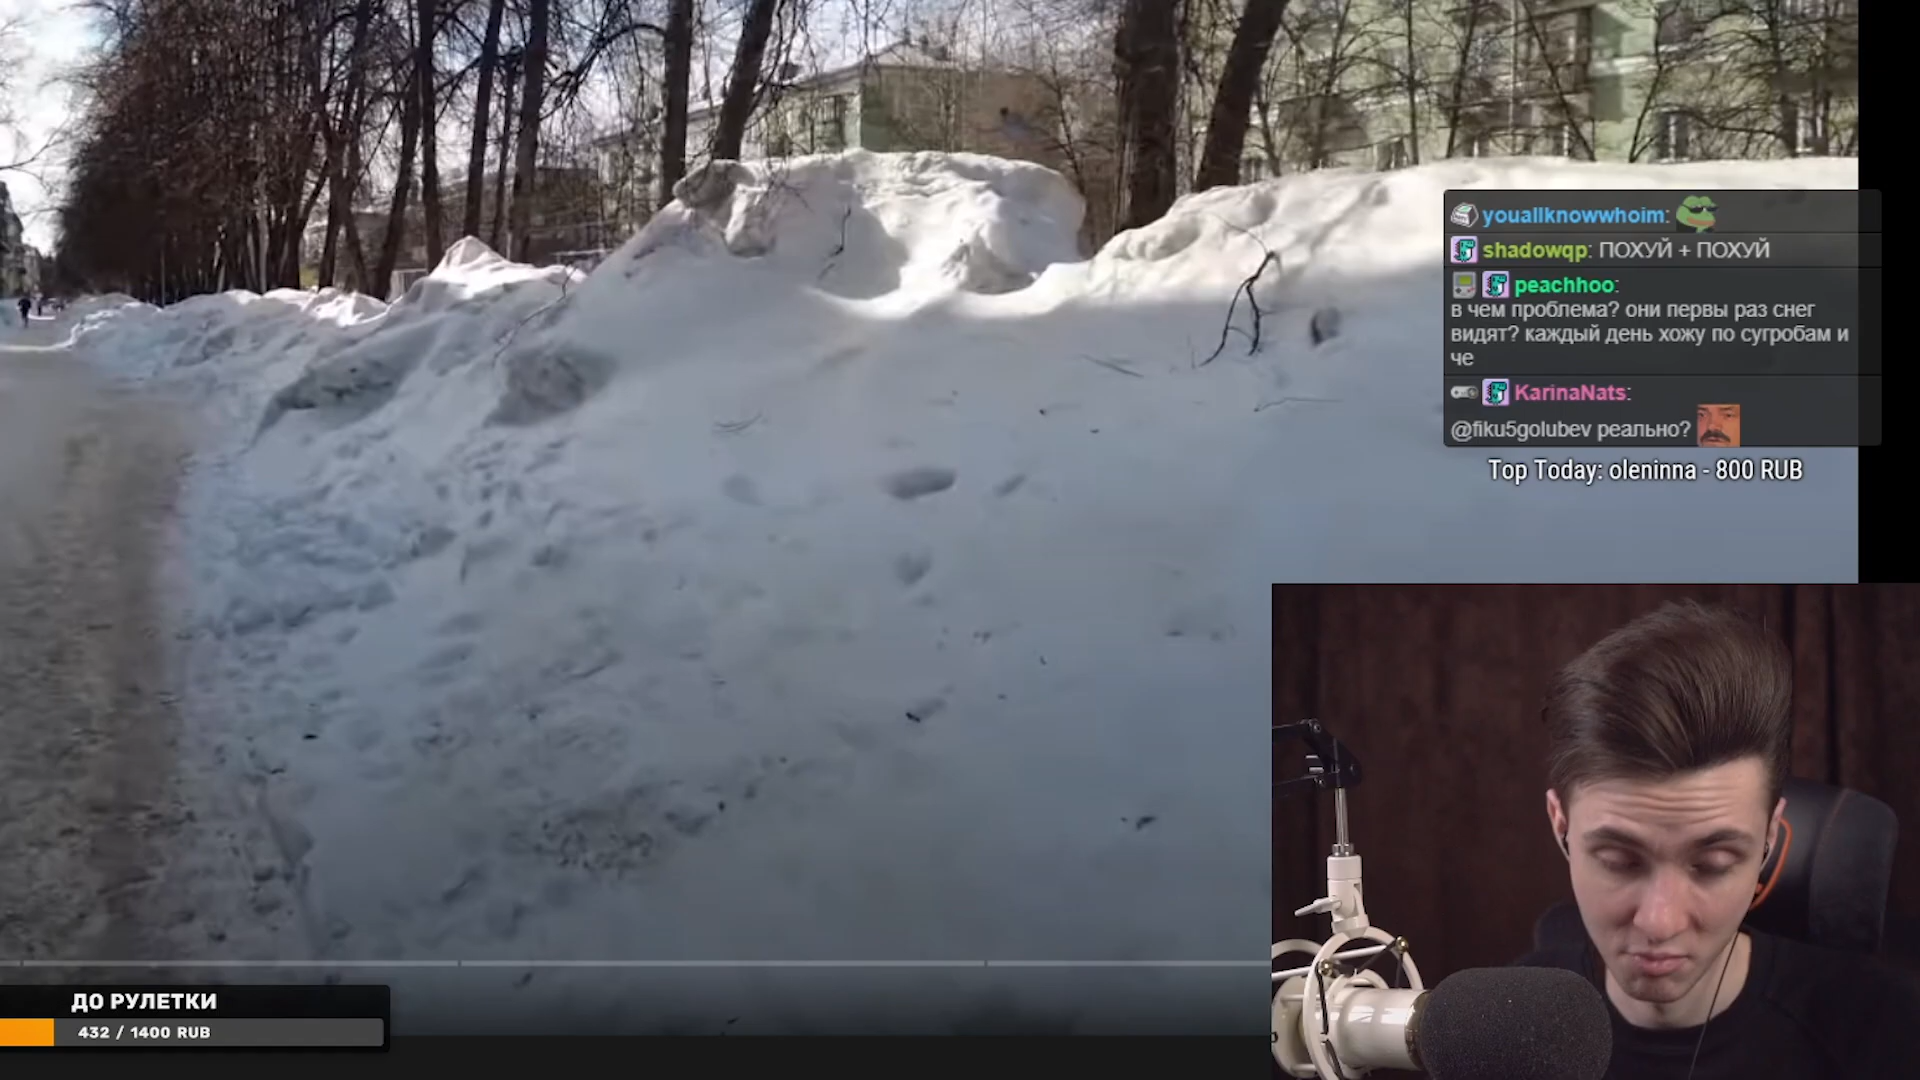 youallknowwhoim:
shadowqp: ПОХУЙ + ПОХУЙ
peachhoo:
в чем проблема? они первы раз снег
видят? каждый день хожу по сугробам и
че
KarinaNats:
@fiku5golubev реально?
Top Today: oleninna - 800 RUB
ДО РУЛЕТКИ
432 / 1400 RUB